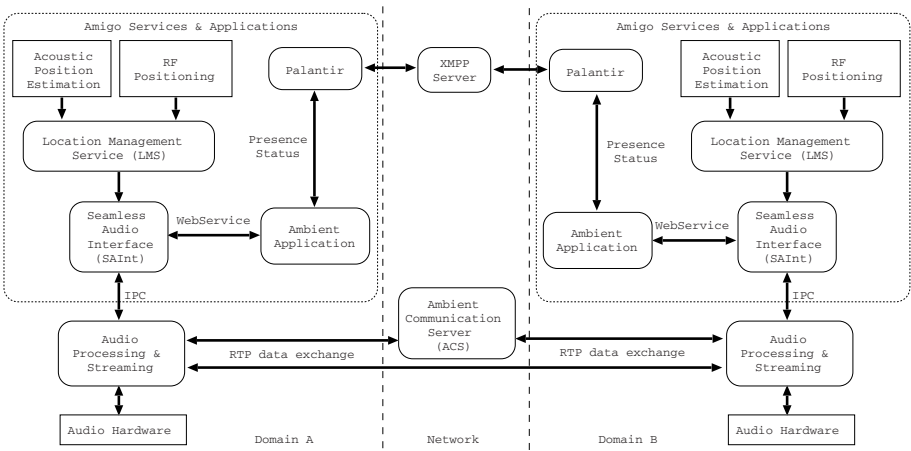 Amigo Services & Applications
Acoustic
Position
Estimation
RF
Positioning
Palantir
Location Management
Service (LMS)
Presence
Status
Seamless
Audio
Interface
(SAInt)
WebService
Ambient
Application
IPC
Audio
Processing &
Streaming
Audio Hardware
Domain A
XMPP
Server
Ambient
Communication
Server
(ACS)
RTP data exchange
RTP data exchange
Network
Amigo Services & Applications
Palantir
Acoustic
Position
Estimation
RF
Positioning
Presence
Status
Location Management
Service (LMS)
Ambient
Application
WebService
Seamless
Audio
Interface
(SAInt)
IPC
Audio
Processing &
Streaming
Audio Hardware
Domain B